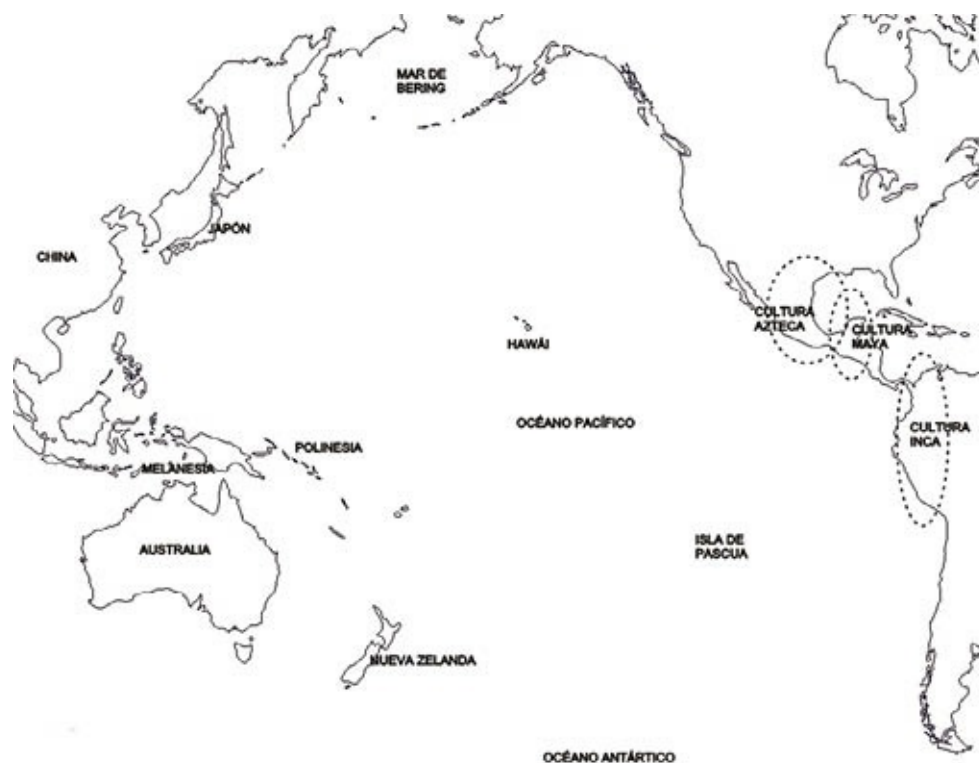 MAR DE
BERING
JAPÓN
CHINA
CULTURA
AZTECA
CULTURA
MAYA
HAWÁI
OCÉANO PACÍFICO
CULTURA
INCA
POLINESIA
MELANESIA
AUSTRALIA
ISLA DE
PASCUA
NUEVA ZELANDA
OCÉANO ANTÁRTICO